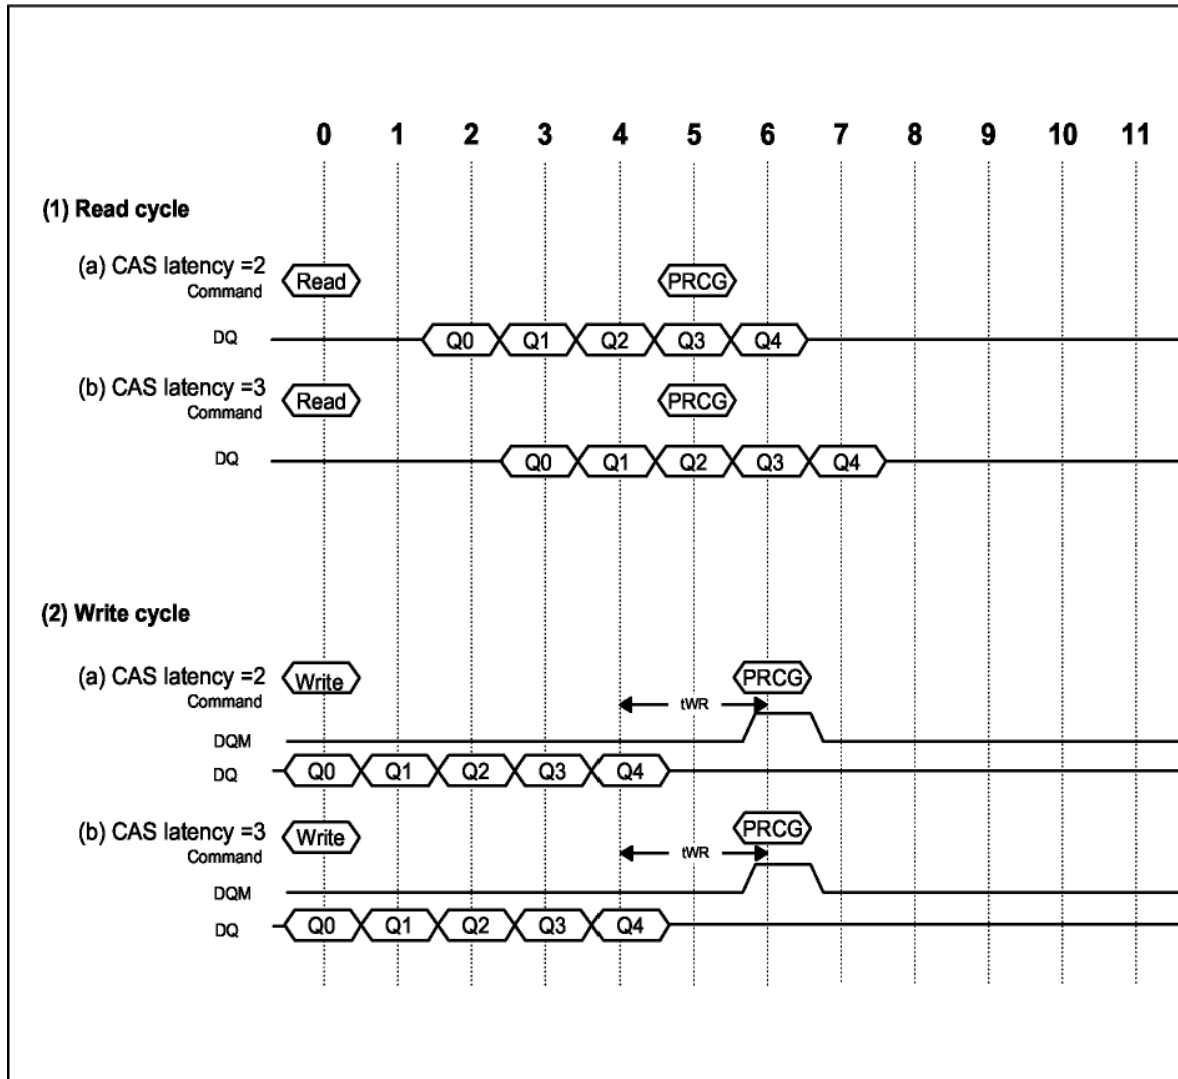 0 1 2 3 4 5 6 7 8 9 10 11
(1) Read cycle
(a) CAS latency =2
Command Read PRCG
DQ Q0 Q1 Q2 Q3 Q4
(b) CAS latency =3
Command Read PRCG
DQ Q0 Q1 Q2 Q3 Q4
(2) Write cycle
(a) CAS latency =2
Command Write PRCG
tWR
DQM
DQ Q0 Q1 Q2 Q3 Q4
(b) CAS latency =3
Command Write PRCG
tWR
DQM
DQ Q0 Q1 Q2 Q3 Q4